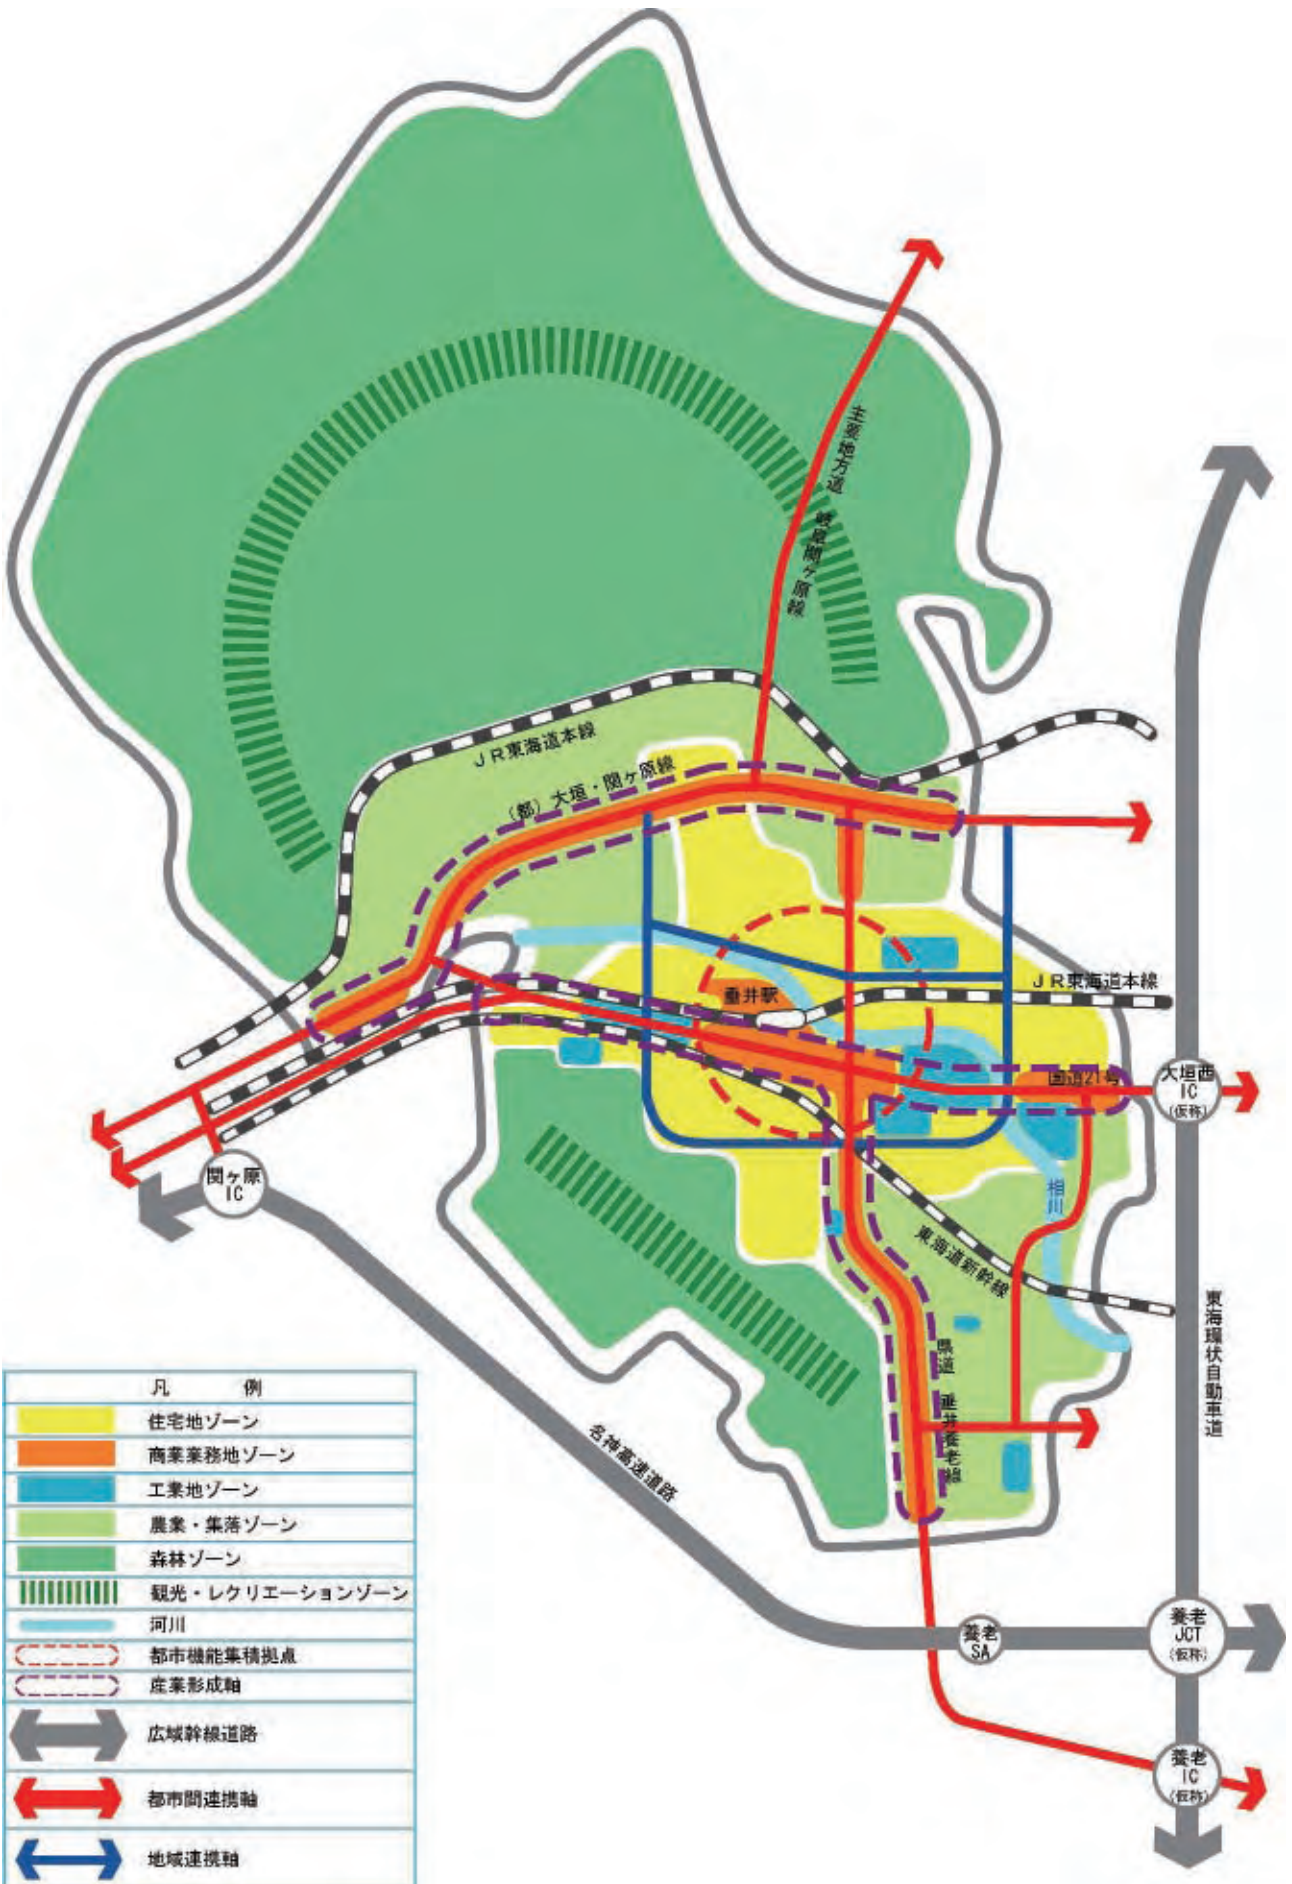 主要地方道 岐阜関ケ原線
JR東海道本線
(都)大垣・関ヶ原線
垂井駅
JR東海道本線
国道21号
大垣西
IC
(仮称)
関ヶ原
IC
相川
東海道新幹線
県道 垂井養老線
東海環状自動車道
名神高速道路
養老
SA
養老
JCT
(仮称)
養老
IC
(仮称)
凡 例
住宅地ゾーン
商業業務地ゾーン
工業地ゾーン
農業・集落ゾーン
森林ゾーン
観光・レクリエーションゾーン
河川
都市機能集積拠点
産業形成軸
広域幹線道路
都市間連携軸
地域連携軸